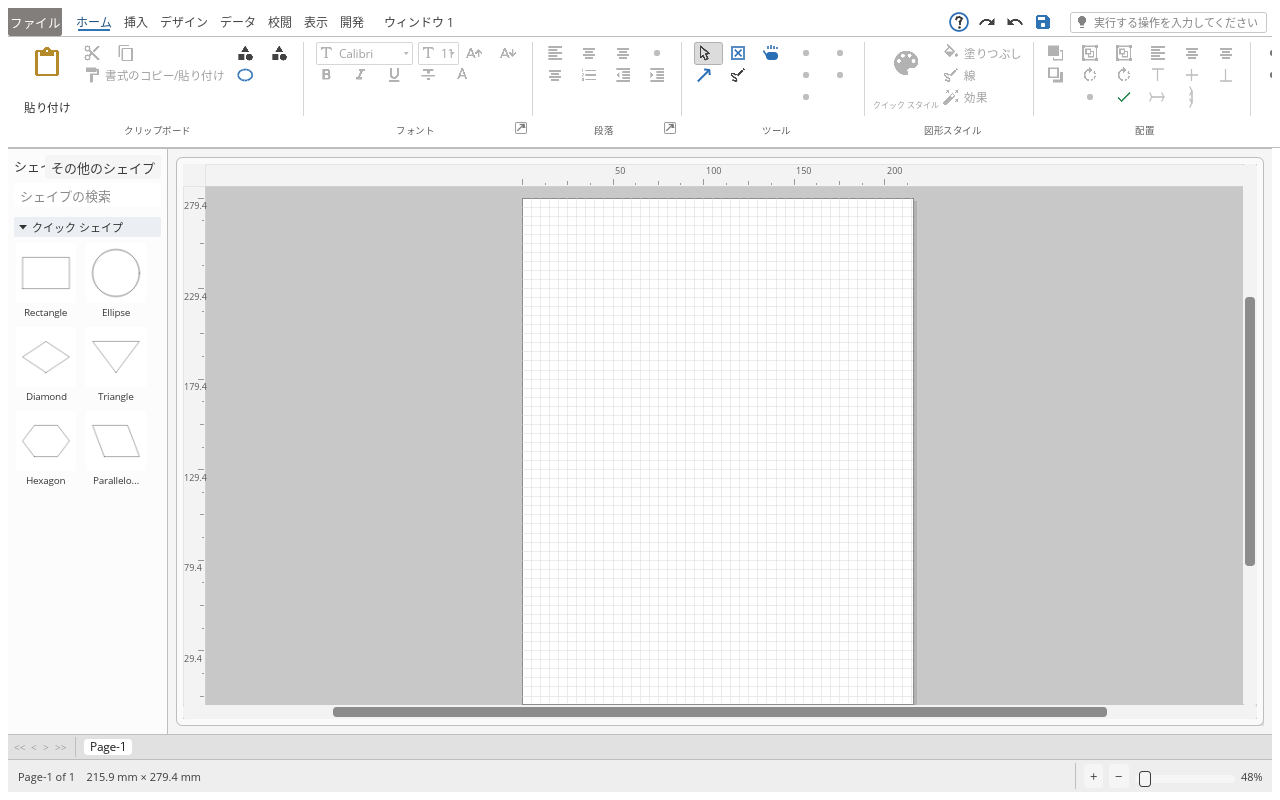 ファイル ホーム 挿入 デザイン データ 校閲 表示 開発 ウィンドウ 1 実行する操作を入力してください
Calibri 11
塗りつぶし
書式のコピー/貼り付け 線
貼り付け クイック スタイル 効果
クリップボード フォント 段落 ツール 図形スタイル 配置
その他のシェイプ
シェイプの検索
クイック シェイプ
Rectangle Ellipse
Diamond Triangle
Hexagon Parallelo...
50 100 150 200
279.4
229.4
179.4
129.4
79.4
29.4
<< < > >> Page-1
Page-1 of 1 215.9 mm × 279.4 mm + − 48%